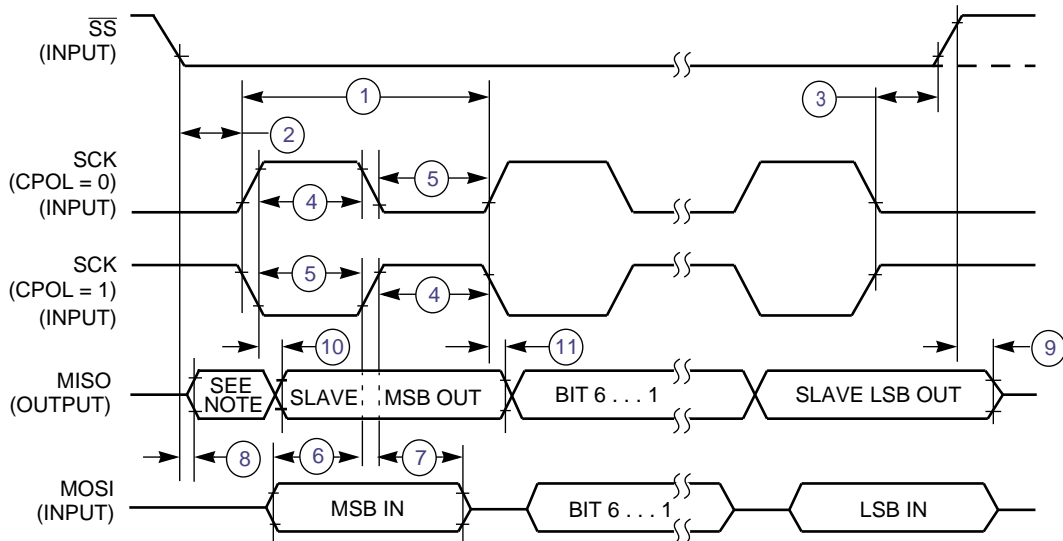 SS
(INPUT)
1
3
2
SCK
(CPOL = 0)
(INPUT)
5
4
SCK
(CPOL = 1)
(INPUT)
5
4
10
11
9
MISO
(OUTPUT)
SEE
NOTE
SLAVE
MSB OUT
BIT 6 . . . 1
SLAVE LSB OUT
8
6
7
MOSI
(INPUT)
MSB IN
BIT 6 . . . 1
LSB IN